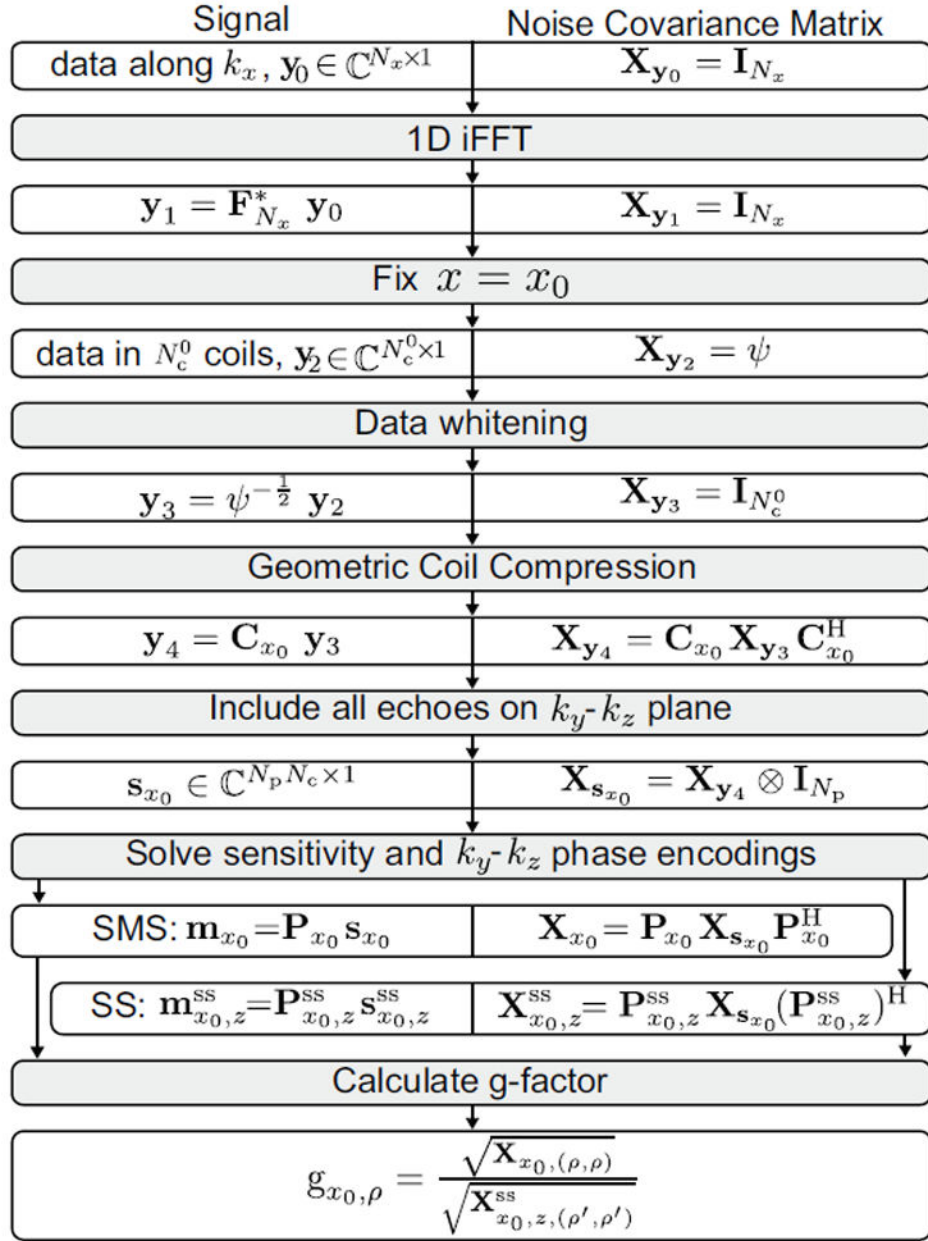 Signal Noise Covariance Matrix
data along k_x, y_0 ∈ ℂ^{N_x×1} X_{y_0} = I_{N_x}
1D iFFT
y_1 = F^*_{N_x} y_0 X_{y_1} = I_{N_x}
Fix x = x_0
data in N_c^0 coils, y_2 ∈ ℂ^{N_c^0×1} X_{y_2} = ψ
Data whitening
y_3 = ψ^{-1/2} y_2 X_{y_3} = I_{N_c^0}
Geometric Coil Compression
y_4 = C_{x_0} y_3 X_{y_4} = C_{x_0} X_{y_3} C_{x_0}^H
Include all echoes on k_y-k_z plane
s_{x_0} ∈ ℂ^{N_p N_c×1} X_{s_{x_0}} = X_{y_4} ⊗ I_{N_p}
Solve sensitivity and k_y-k_z phase encodings
SMS: m_{x_0}=P_{x_0} s_{x_0} X_{x_0} = P_{x_0} X_{s_{x_0}} P_{x_0}^H
SS: m_{x_0,z}^{ss}=P_{x_0,z}^{ss} s_{x_0,z}^{ss} X_{x_0,z}^{ss} = P_{x_0,z}^{ss} X_{s_{x_0}}(P_{x_0,z}^{ss})^H
Calculate g-factor
g_{x_0,ρ} = √X_{x_0,(ρ,ρ)} / √X^{ss}_{x_0,z,(ρ′,ρ′)}